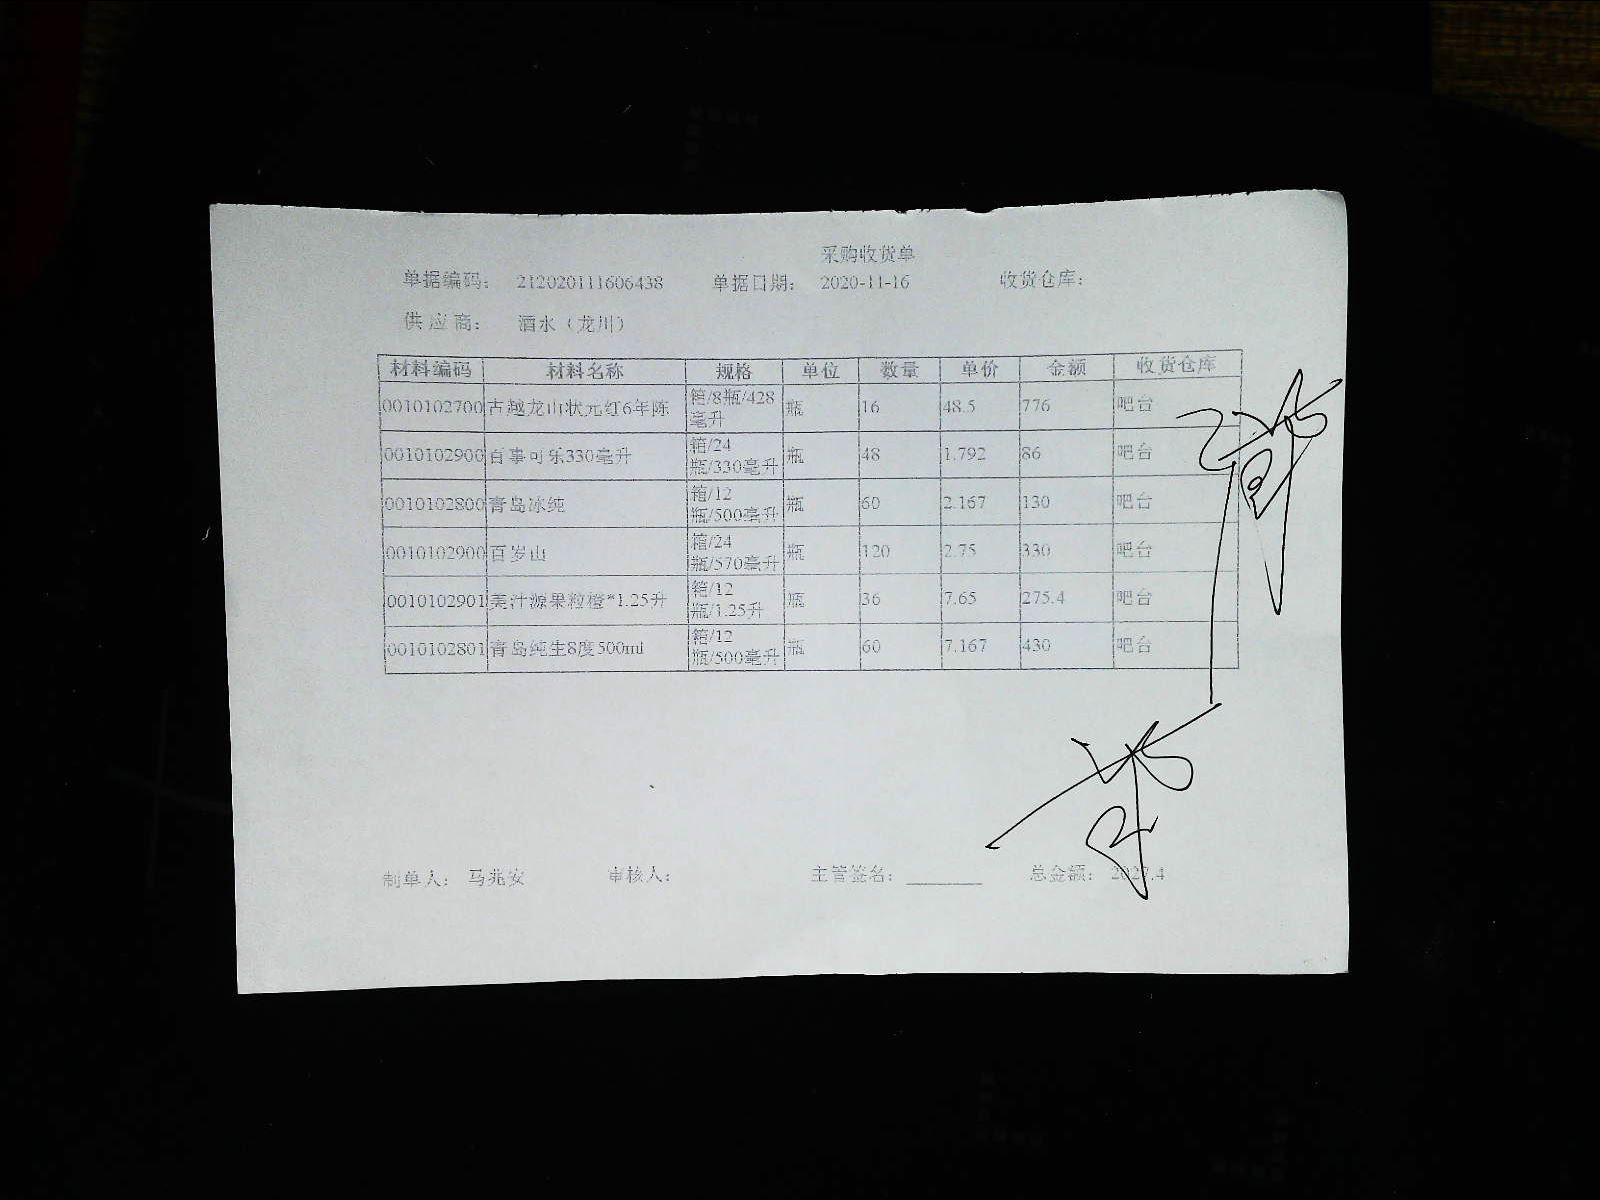 采购收货单
单据编码： 212020111606438 单据日期： 2020-11-16 收货仓库：
供应商： 酒水（龙川）
材料编码 材料名称 规格 单位 数量 单价 金额 收货仓库
0010102700 古越龙山状元红6年陈 箱/8瓶/428毫升 瓶 16 48.5 776 吧台
0010102900 百事可乐330毫升 箱/24瓶/330毫升 瓶 48 1.792 86 吧台
0010102800 青岛冰纯 箱/12瓶/500毫升 瓶 60 2.167 130 吧台
0010102900 百岁山 箱/24瓶/570毫升 瓶 120 2.75 330 吧台
0010102901 美汁源果粒橙*1.25升 箱/12瓶/1.25升 瓶 36 7.65 275.4 吧台
0010102801 青岛纯生8度500ml 箱/12瓶/500毫升 瓶 60 7.167 430 吧台
制单人： 马兆安 审核人： 主管签名： 总金额： 2027.4